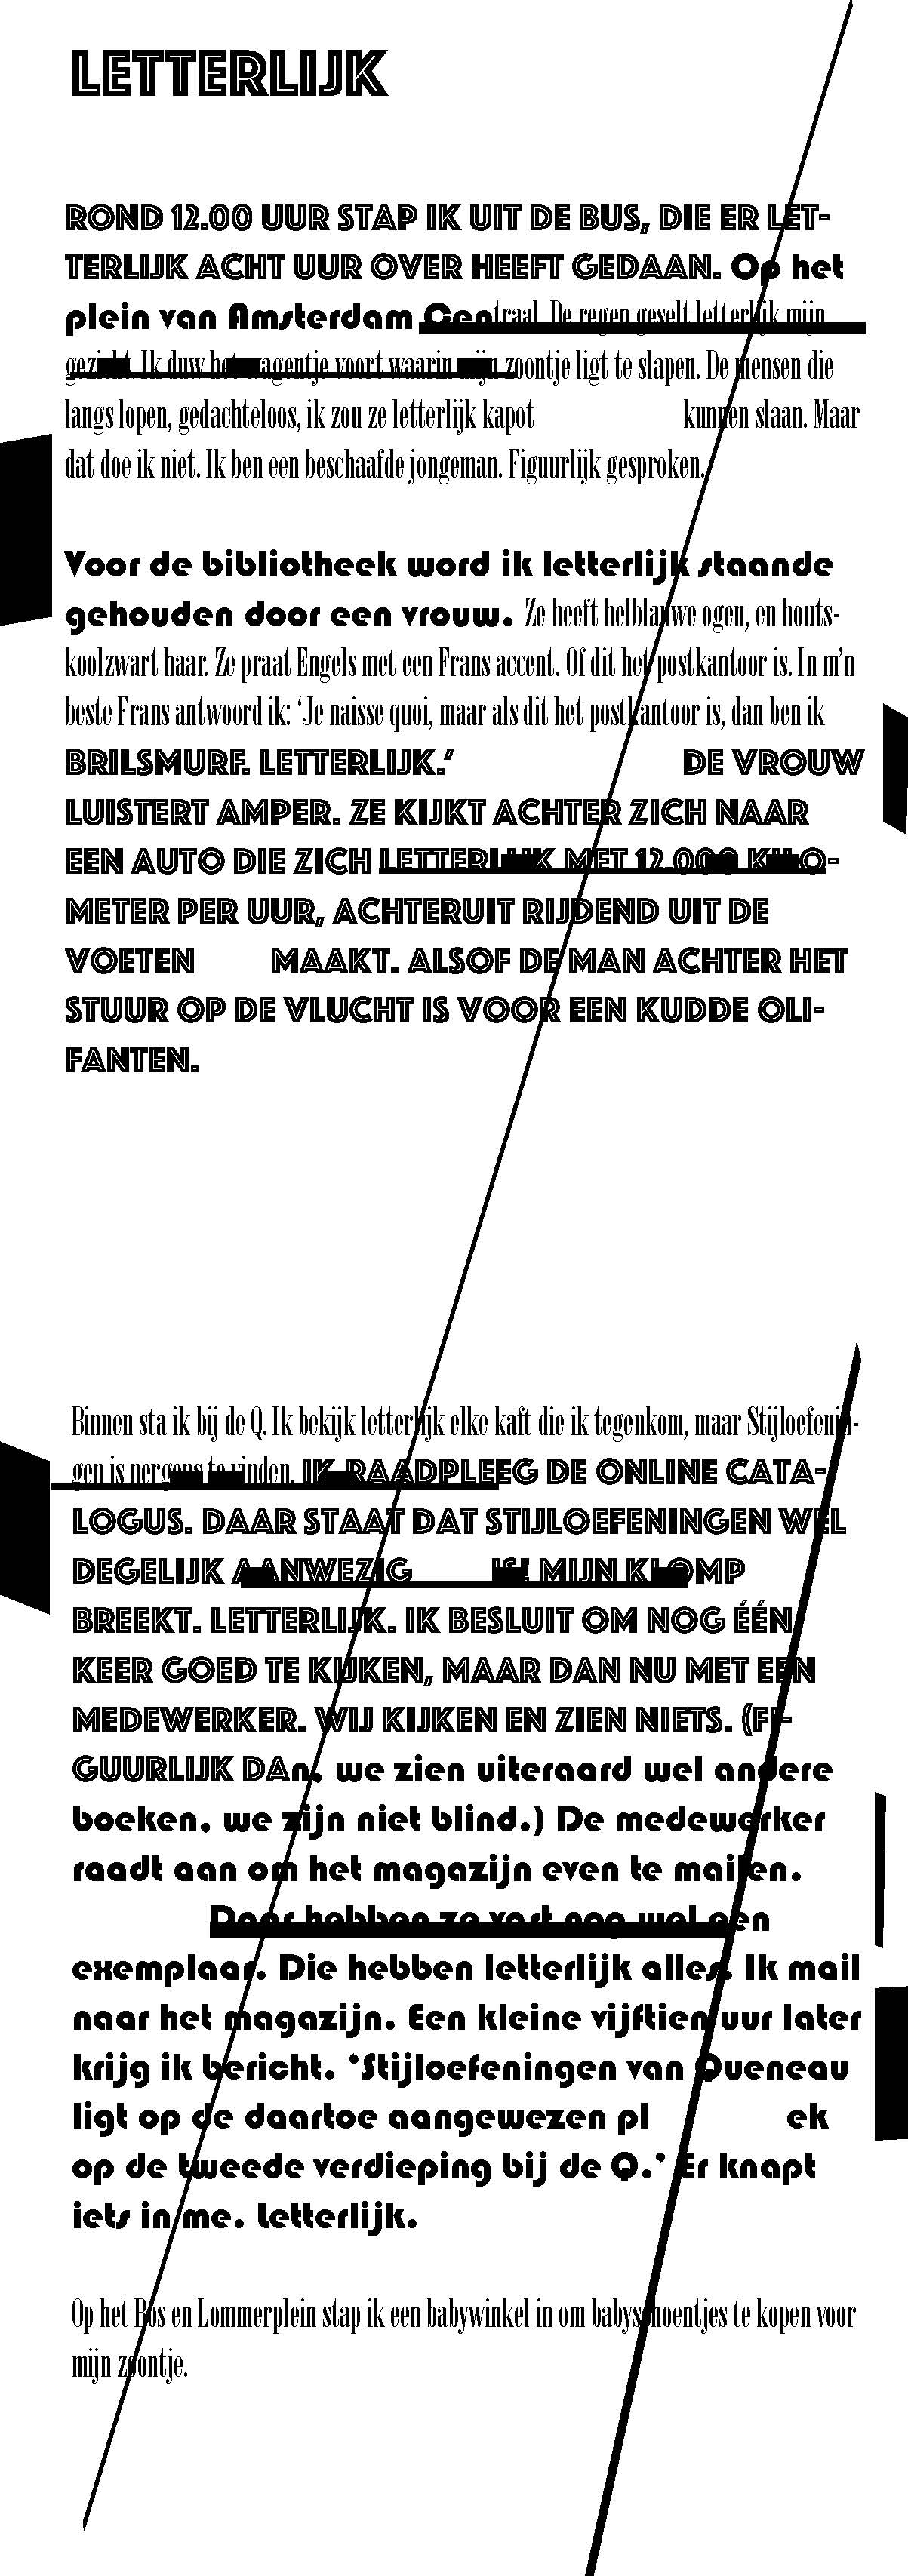 LETTERLIJK
ROND 12.00 UUR STAP IK UIT DE BUS, DIE ER LET-
TERLIJK ACHT UUR OVER HEEFT GEDAAN. Op het
plein van Amsterdam Centraal. De regen geselt letterlijk mijn
gezicht. Ik duw het wagentje voort waarin mijn zoontje ligt te slapen. De mensen die
langs lopen, gedachteloos, ik zou ze letterlijk kapot kunnen slaan. Maar
dat doe ik niet. Ik ben een beschaafde jongeman. Figuurlijk gesproken.
Voor de bibliotheek word ik letterlijk staande
gehouden door een vrouw. Ze heeft helblauwe ogen, en houts-
koolzwart haar. Ze praat Engels met een Frans accent. Of dit het postkantoor is. In m’n
beste Frans antwoord ik: ‘Je naisse quoi, maar als dit het postkantoor is, dan ben ik
BRILSMURF. LETTERLIJK.’ DE VROUW
LUISTERT AMPER. ZE KIJKT ACHTER ZICH NAAR
EEN AUTO DIE ZICH LETTERLIJK MET 12.000 KILO-
METER PER UUR, ACHTERUIT RIJDEND UIT DE
VOETEN MAAKT. ALSOF DE MAN ACHTER HET
STUUR OP DE VLUCHT IS VOOR EEN KUDDE OLI-
FANTEN.
Binnen sta ik bij de Q. Ik bekijk letterlijk elke kaft die ik tegenkom, maar Stijloefenin-
gen is nergens te vinden. IK RAADPLEEG DE ONLINE CATA-
LOGUS. DAAR STAAT DAT STIJLOEFENINGEN WEL
DEGELIJK AANWEZIG IS! MIJN KLOMP
BREEKT. LETTERLIJK. IK BESLUIT OM NOG ÉÉN
KEER GOED TE KIJKEN, MAAR DAN NU MET EEN
MEDEWERKER. WIJ KIJKEN EN ZIEN NIETS. (FI-
GUURLIJK DAn, we zien uiteraard wel andere
boeken, we zijn niet blind.) De medewerker
raadt aan om het magazijn even te mailen.
Daar hebben ze vast nog wel een
exemplaar. Die hebben letterlijk alles. Ik mail
naar het magazijn. Een kleine vijftien uur later
krijg ik bericht. ‘Stijloefeningen van Queneau
ligt op de daartoe aangewezen pl ek
op de tweede verdieping bij de Q.’ Er knapt
iets in me. Letterlijk.
Op het Bos en Lommerplein stap ik een babywinkel in om babyschoentjes te kopen voor
mijn zoontje.